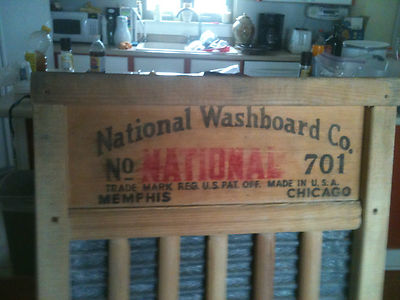 National Washboard Co.
No NATIONAL 701
TRADE MARK REG. U.S. PAT. OFF. MADE IN U.S.A.
MEMPHIS CHICAGO